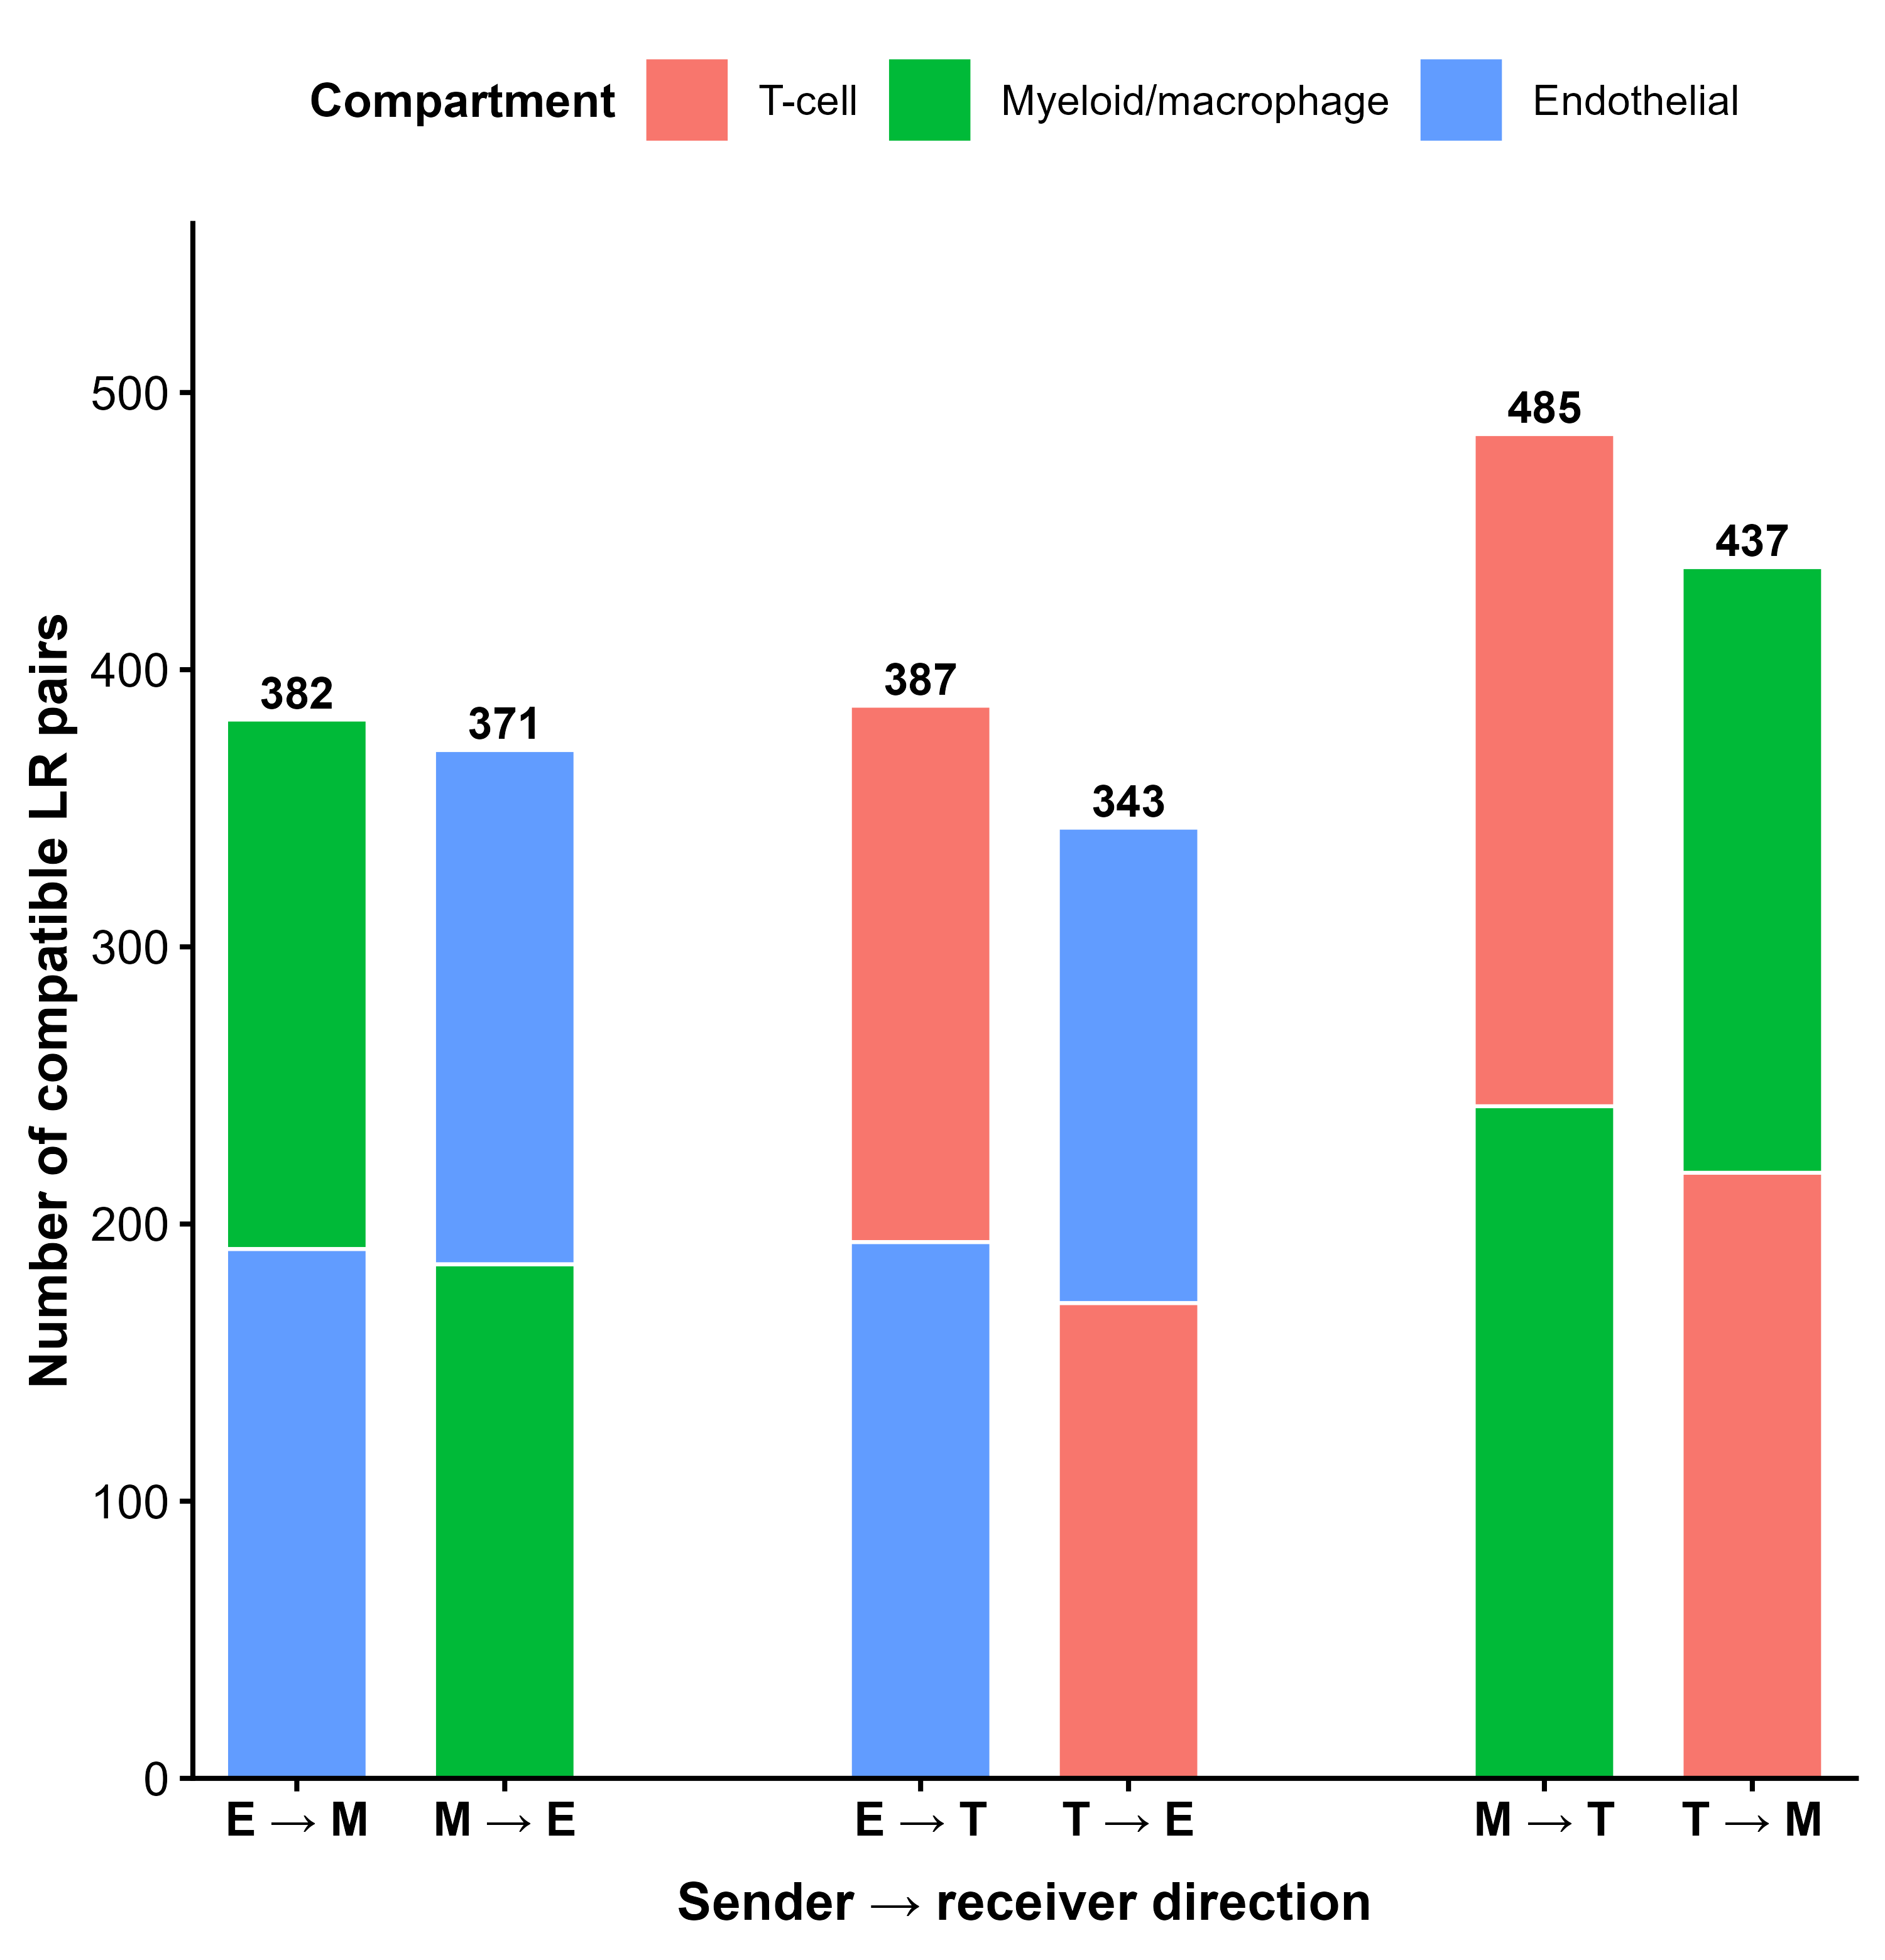 Compartment T-cell Myeloid/macrophage Endothelial
Number of compatible LR pairs
500
400
300
200
100
0
382
371
387
343
485
437
E → M
M → E
E → T
T → E
M → T
T → M
Sender → receiver direction